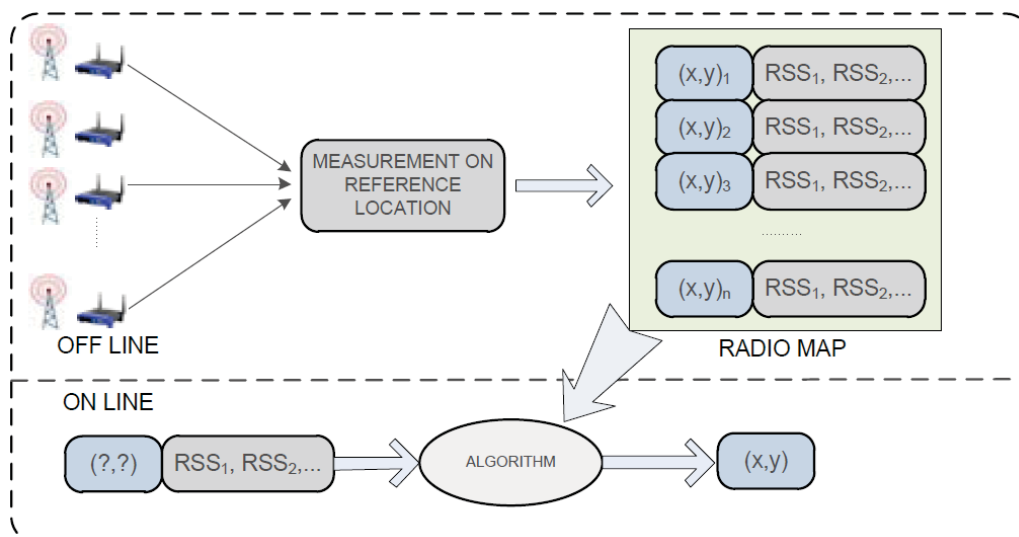 MEASUREMENT ON
REFERENCE
LOCATION
(x,y)₁ RSS₁, RSS₂,...
(x,y)₂ RSS₁, RSS₂,...
(x,y)₃ RSS₁, RSS₂,...
..........
(x,y)ₙ RSS₁, RSS₂,...
OFF LINE
RADIO MAP
ON LINE
(?,?) RSS₁, RSS₂,...
ALGORITHM
(x,y)